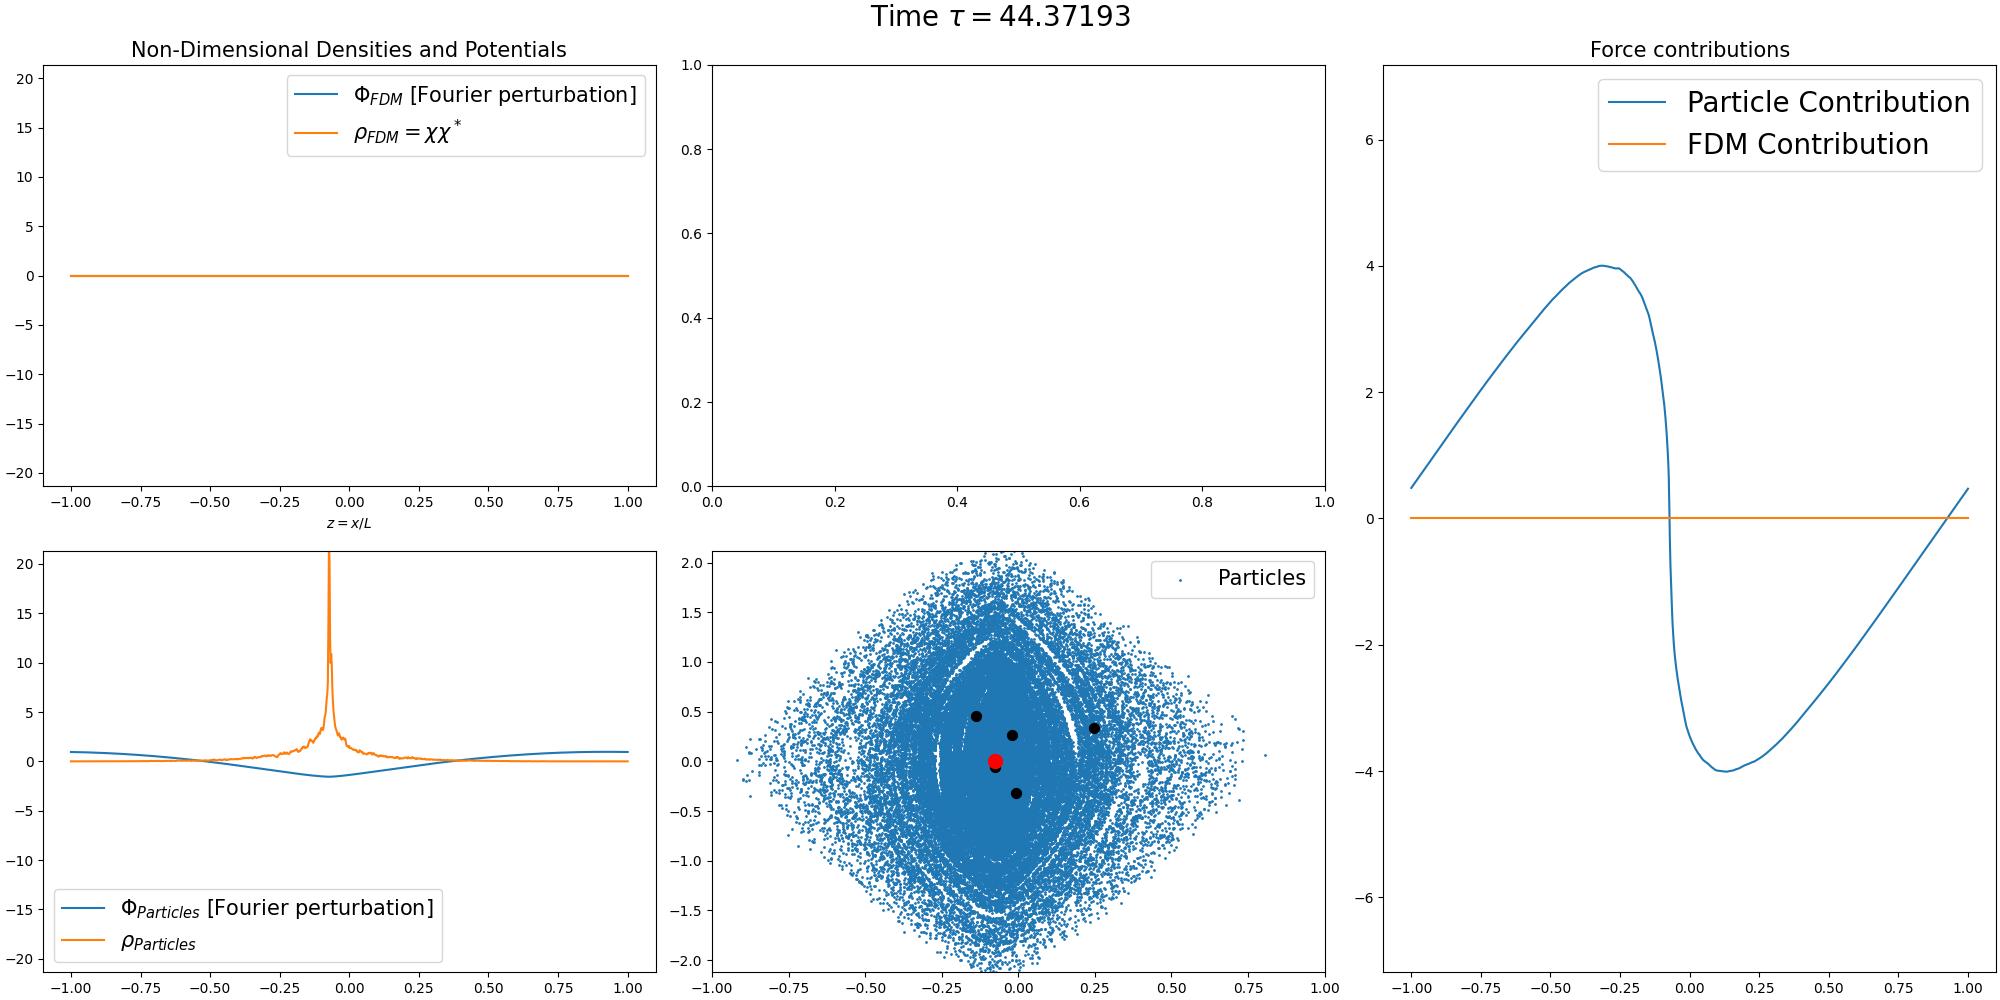 Time τ = 44.37193
Non-Dimensional Densities and Potentials
20
15
10
5
0
−5
−10
−15
−20
Φ_FDM [Fourier perturbation]
ρ_FDM = χχ*
−1.00 −0.75 −0.50 −0.25 0.00 0.25 0.50 0.75 1.00
z = x/L
1.0
0.8
0.6
0.4
0.2
0.0
0.0 0.2 0.4 0.6 0.8 1.0
Force contributions
Particle Contribution
FDM Contribution
6
4
2
0
−2
−4
−6
−1.00 −0.75 −0.50 −0.25 0.00 0.25 0.50 0.75 1.00
20
15
10
5
0
−5
−10
−15
−20
Φ_Particles [Fourier perturbation]
ρ_Particles
−1.00 −0.75 −0.50 −0.25 0.00 0.25 0.50 0.75 1.00
2.0
1.5
1.0
0.5
0.0
−0.5
−1.0
−1.5
−2.0
Particles
−1.00 −0.75 −0.50 −0.25 0.00 0.25 0.50 0.75 1.00